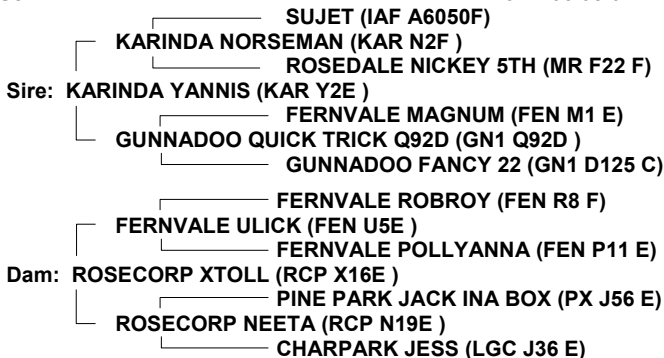 SUJET (IAF A6050F)
KARINDA NORSEMAN (KAR N2F )
ROSEDALE NICKEY 5TH (MR F22 F)
Sire: KARINDA YANNIS (KAR Y2E )
FERNVALE MAGNUM (FEN M1 E)
GUNNADOO QUICK TRICK Q92D (GN1 Q92D )
GUNNADOO FANCY 22 (GN1 D125 C)
FERNVALE ROBROY (FEN R8 F)
FERNVALE ULICK (FEN U5E )
FERNVALE POLLYANNA (FEN P11 E)
Dam: ROSECORP XTOLL (RCP X16E )
PINE PARK JACK INA BOX (PX J56 E)
ROSECORP NEETA (RCP N19E )
CHARPARK JESS (LGC J36 E)